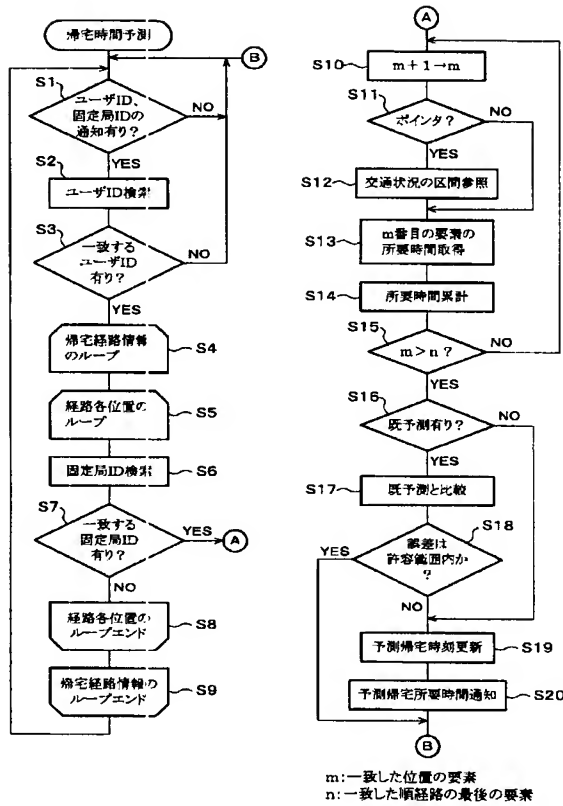 帰宅時間予測
B
S1
ユーザID、
固定局IDの
通知有り?
NO
YES
S2
ユーザID検索
S3
一致する
ユーザID
有り?
NO
YES
帰宅経路情報
のループ
S4
経路各位置の
ループ
S5
固定局ID検索
S6
S7
一致する
固定局ID
有り?
YES
A
NO
経路各位置の
ループエンド
S8
帰宅経路情報の
ループエンド
S9
A
S10
m+1→m
S11
ポインタ?
NO
YES
S12
交通状況の区間参照
S13
m番目の要素の
所要時間取得
S14
所要時間累計
S15
m>n?
NO
YES
S16
既予測有り?
NO
YES
S17
既予測と比較
S18
誤差は
許容範囲内か
?
YES
NO
予測帰宅時刻更新
S19
予測帰宅所要時間通知
S20
B
m:一致した位置の要素
n:一致した順経路の最後の要素